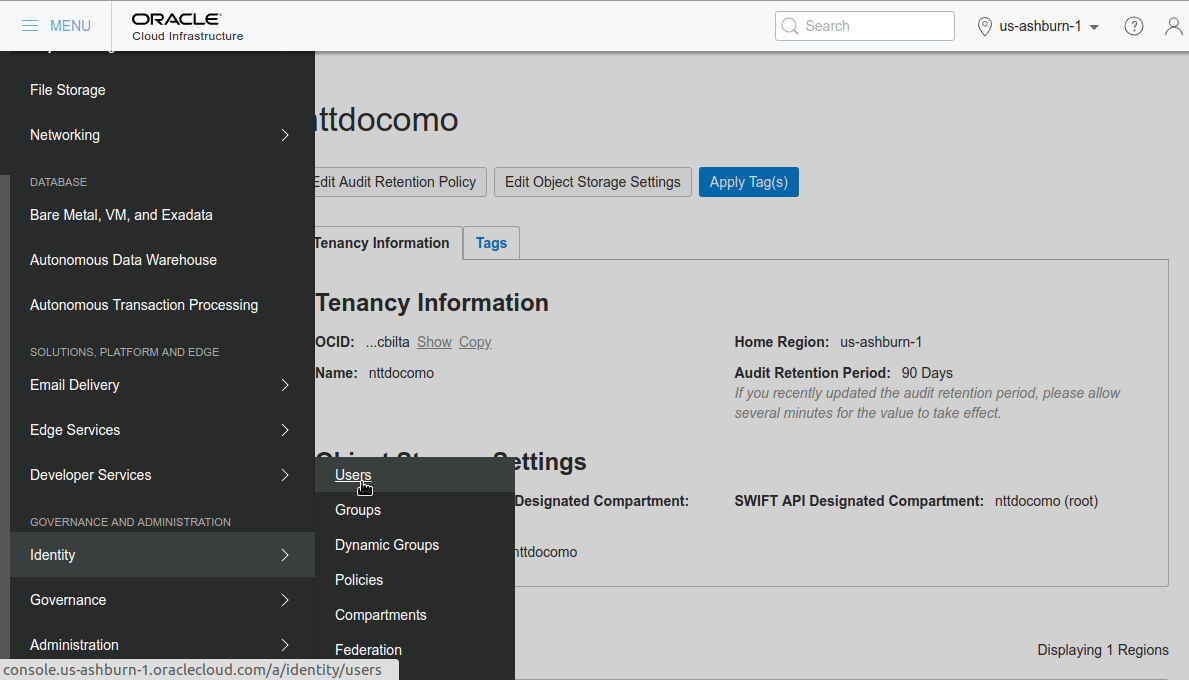 MENU
ORACLE
Cloud Infrastructure
Search
us-ashburn-1
File Storage
Networking
DATABASE
Bare Metal, VM, and Exadata
Autonomous Data Warehouse
Autonomous Transaction Processing
SOLUTIONS, PLATFORM AND EDGE
Email Delivery
Edge Services
Developer Services
GOVERNANCE AND ADMINISTRATION
Identity
Governance
Administration
Users
Groups
Dynamic Groups
Policies
Compartments
Federation
nttdocomo
Edit Audit Retention Policy
Edit Object Storage Settings
Apply Tag(s)
Tenancy Information
Tags
Tenancy Information
OCID: ...cbilta Show Copy
Name: nttdocomo
Home Region: us-ashburn-1
Audit Retention Period: 90 Days
If you recently updated the audit retention period, please allow
several minutes for the value to take effect.
Settings
Designated Compartment:
SWIFT API Designated Compartment: nttdocomo (root)
nttdocomo
Displaying 1 Regions
console.us-ashburn-1.oraclecloud.com/a/identity/users